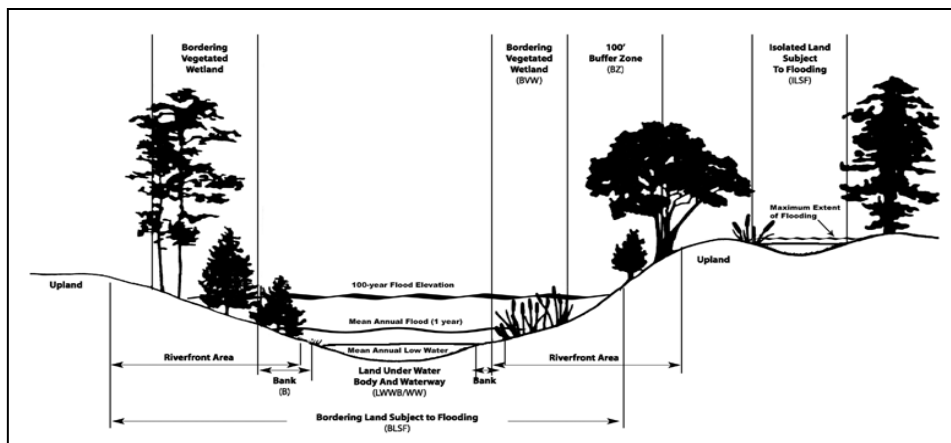 Bordering
Vegetated
Wetland
Bordering
Vegetated
Wetland
(BVW)
100'
Buffer Zone
(BZ)
Isolated Land
Subject
To Flooding
(ILSF)
Maximum Extent
of Flooding
Upland
Upland
100-year Flood Elevation
Mean Annual Flood (1 year)
Mean Annual Low Water
Riverfront Area
Riverfront Area
Bank
(B)
Land Under Water
Body And Waterway
(LWWB/WW)
Bank
Bordering Land Subject to Flooding
(BLSF)